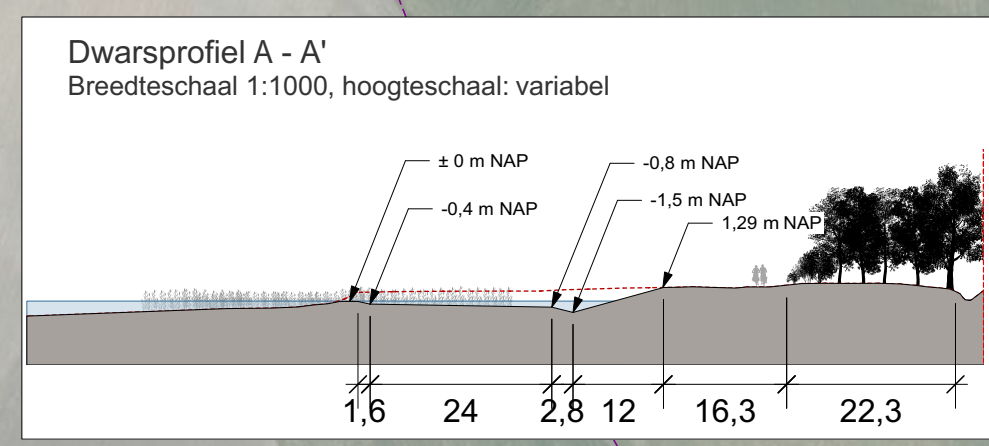 Dwarsprofiel A - A'
Breedteschaal 1:1000, hoogteschaal: variabel
± 0 m NAP
-0,8 m NAP
-0,4 m NAP
-1,5 m NAP
1,29 m NAP
1,6 24 2,8 12 16,3 22,3